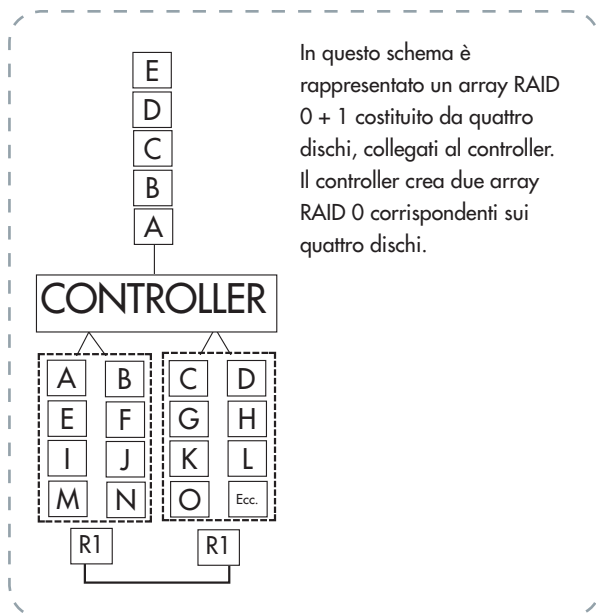 E
D
C
B
A
CONTROLLER
A B C D
E F G H
I J K L
M N O Ecc.
R1 R1
In questo schema è
rappresentato un array RAID
0 + 1 costituito da quattro
dischi, collegati al controller.
Il controller crea due array
RAID 0 corrispondenti sui
quattro dischi.